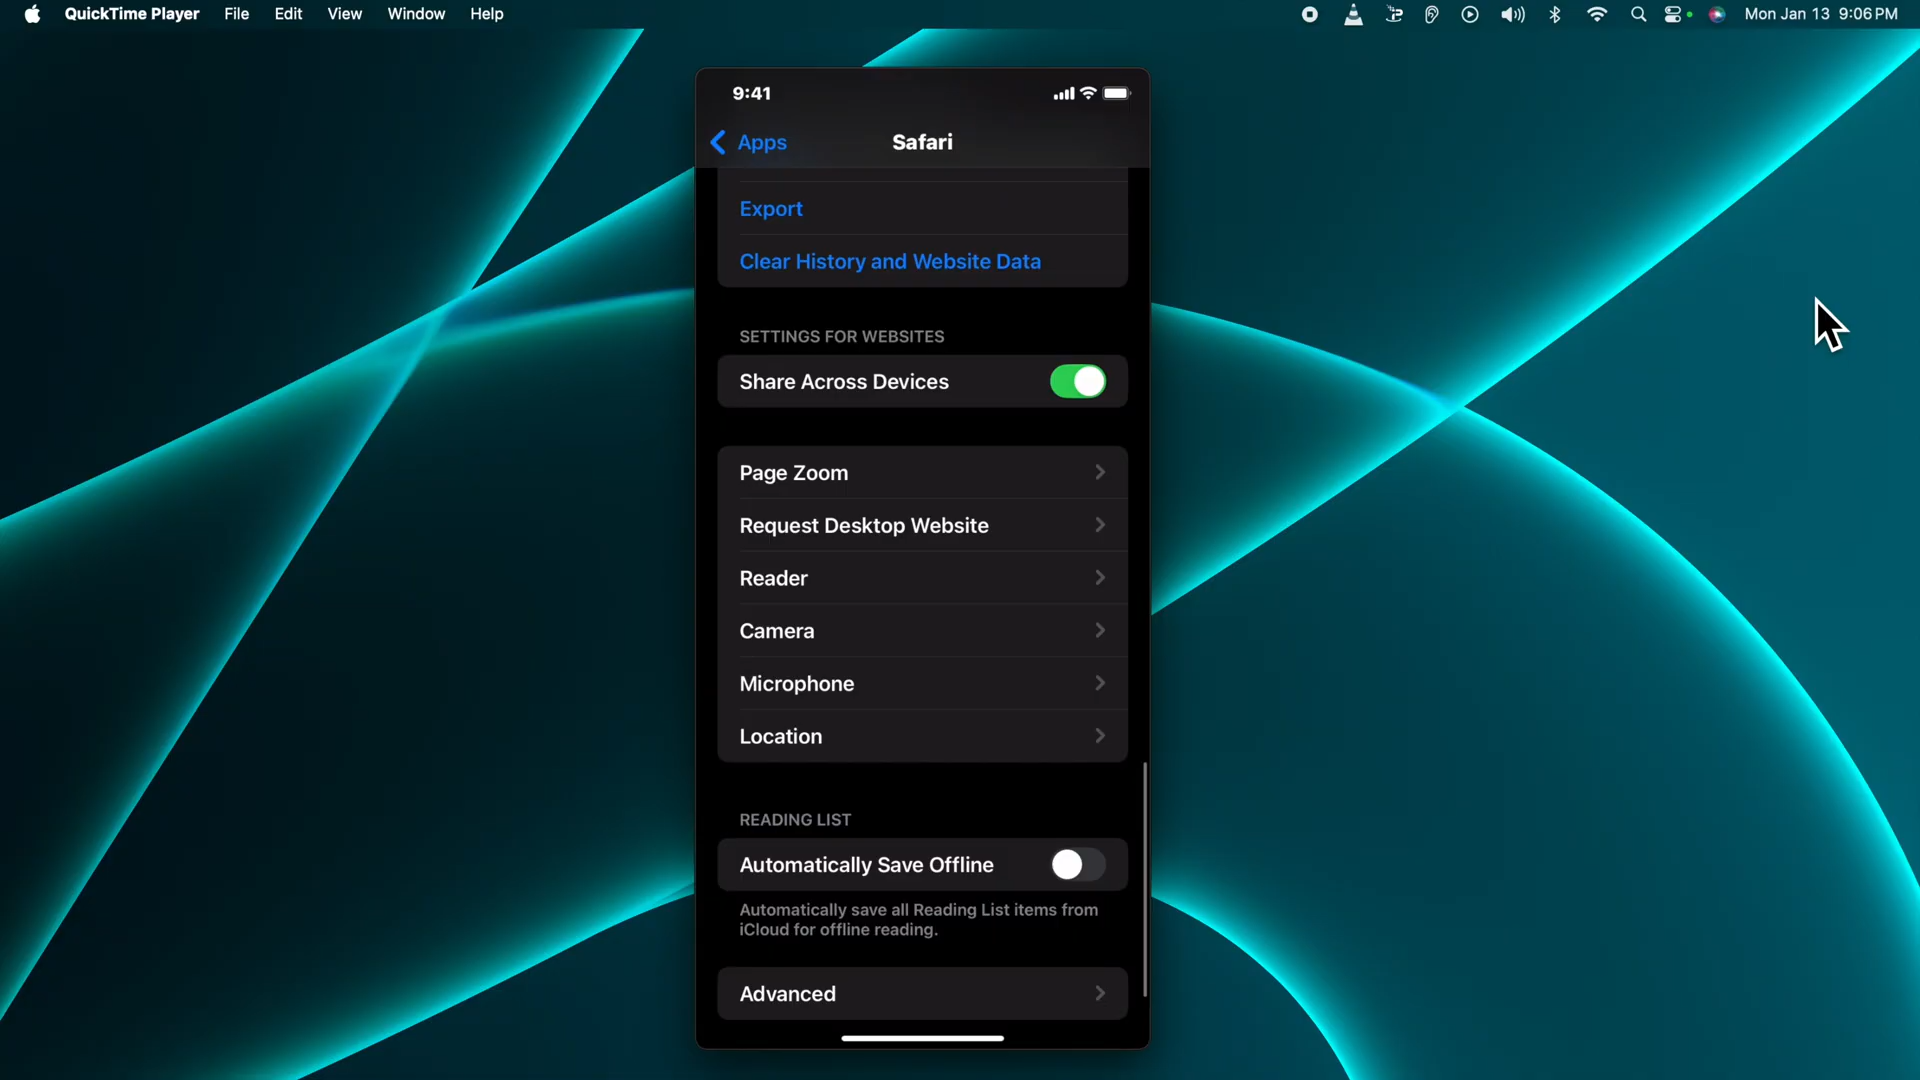 QuickTime Player File Edit View Window Help Mon Jan 13 9:06 PM
9:41
Apps Safari
Export
Clear History and Website Data
SETTINGS FOR WEBSITES
Share Across Devices
Page Zoom
Request Desktop Website
Reader
Camera
Microphone
Location
READING LIST
Automatically Save Offline
Automatically save all Reading List items from
iCloud for offline reading.
Advanced